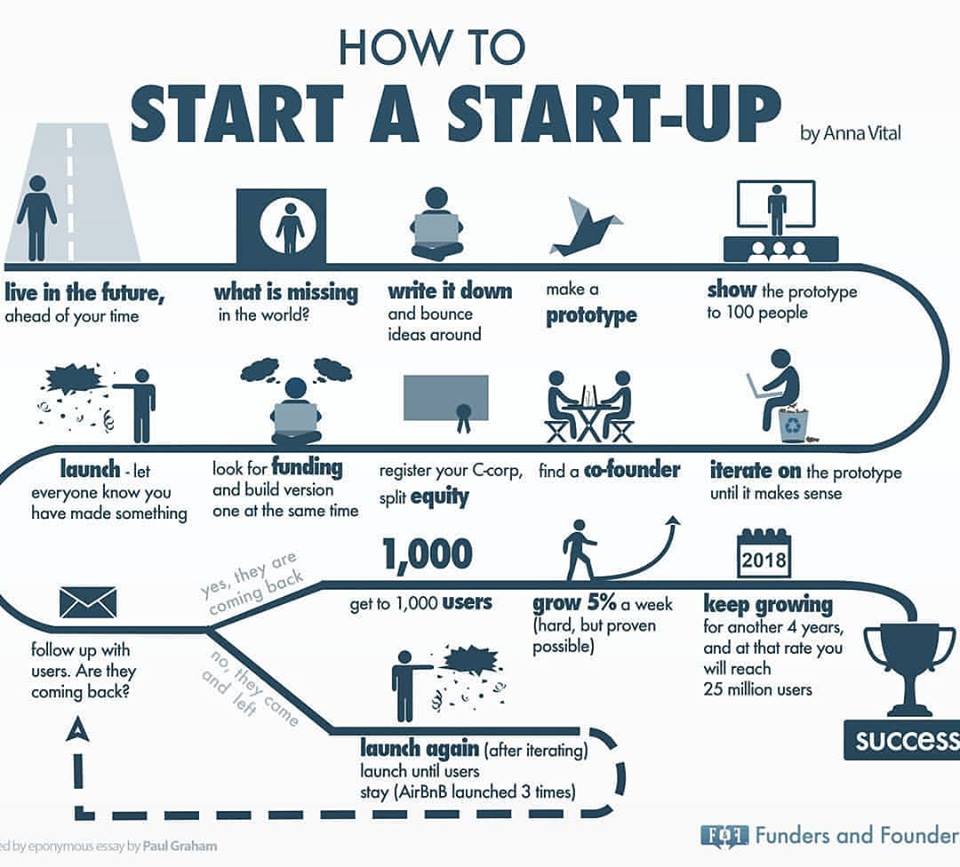 HOW TO
START A START-UP
by Anna Vital
live in the future,
ahead of your time
what is missing
in the world?
write it down
and bounce
ideas around
make a
prototype
show the prototype
to 100 people
launch - let
everyone know you
have made something
look for funding
and build version
one at the same time
register your C-corp,
split equity
find a co-founder
iterate on the prototype
until it makes sense
follow up with
users. Are they
coming back?
yes, they are
coming back
no, they came
and left
1,000
get to 1,000 users
grow 5% a week
(hard, but proven
possible)
2018
keep growing
for another 4 years,
and at that rate you
will reach
25 million users
success
launch again (after iterating)
launch until users
stay (AirBnB launched 3 times)
ed by eponymous essay by Paul Graham
F&F Funders and Founder